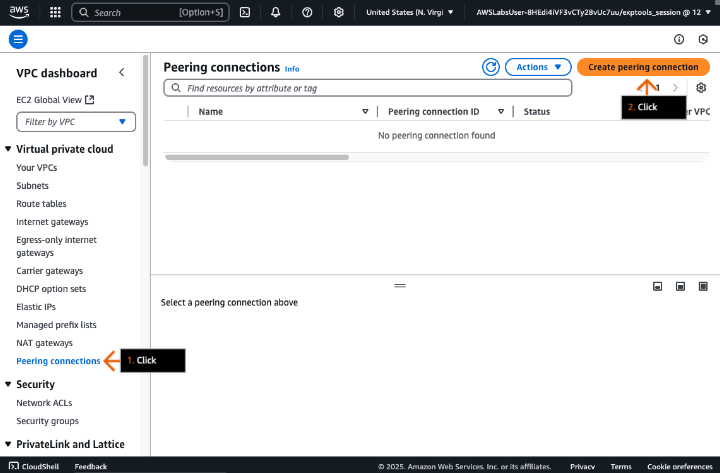 aws
Search [Option+S]
United States (N. Virgi
AWSLabsUser-8HEdi4iVF3vCTy28vUc7uu/exptools_session @ 12
VPC dashboard
EC2 Global View
Filter by VPC
Virtual private cloud
Your VPCs
Subnets
Route tables
Internet gateways
Egress-only internet
gateways
Carrier gateways
DHCP option sets
Elastic IPs
Managed prefix lists
NAT gateways
Peering connections
1. Click
Security
Network ACLs
Security groups
PrivateLink and Lattice
Peering connections Info
Actions
Create peering connection
Find resources by attribute or tag
1
2. Click
Name
Peering connection ID
Status
r VPC
No peering connection found
Select a peering connection above
CloudShell
Feedback
© 2025, Amazon Web Services, Inc. or its affiliates.
Privacy
Terms
Cookie preferences